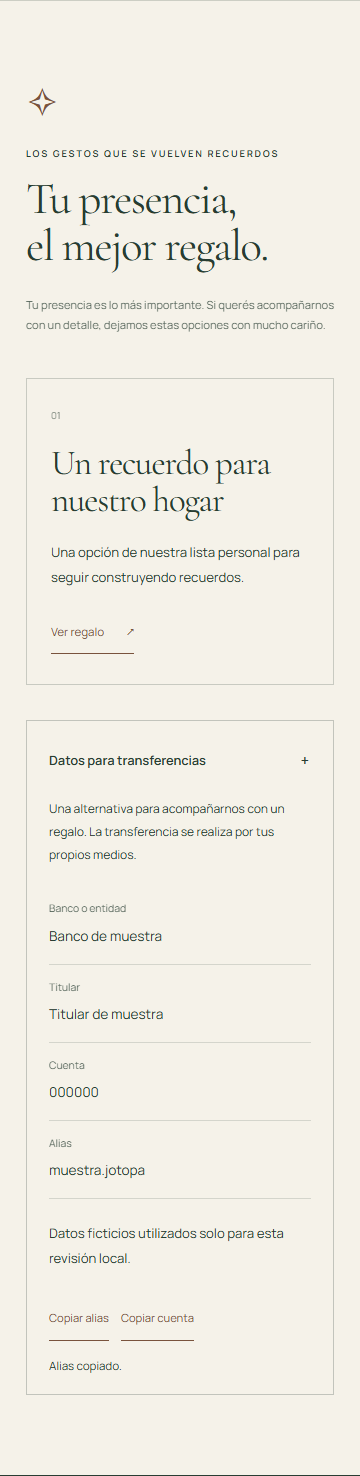 LOS GESTOS QUE SE VUELVEN RECUERDOS
Tu presencia,
el mejor regalo.
Tu presencia es lo más importante. Si querés acompañarnos
con un detalle, dejamos estas opciones con mucho cariño.
01
Un recuerdo para
nuestro hogar
Una opción de nuestra lista personal para
seguir construyendo recuerdos.
Ver regalo ↗
Datos para transferencias +
Una alternativa para acompañarnos con un
regalo. La transferencia se realiza por tus
propios medios.
Banco o entidad
Banco de muestra
Titular
Titular de muestra
Cuenta
000000
Alias
muestra.jotopa
Datos ficticios utilizados solo para esta
revisión local.
Copiar alias Copiar cuenta
Alias copiado.